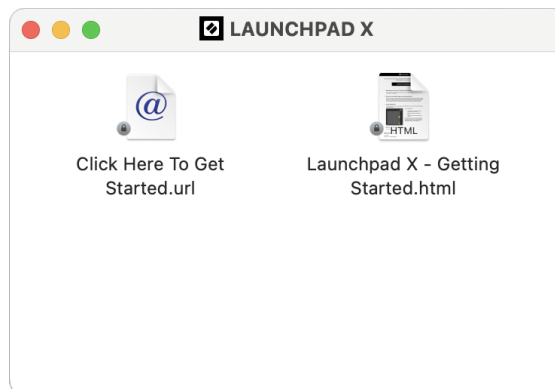 LAUNCHPAD X
@
HTML
Click Here To Get
Started.url
Launchpad X - Getting
Started.html